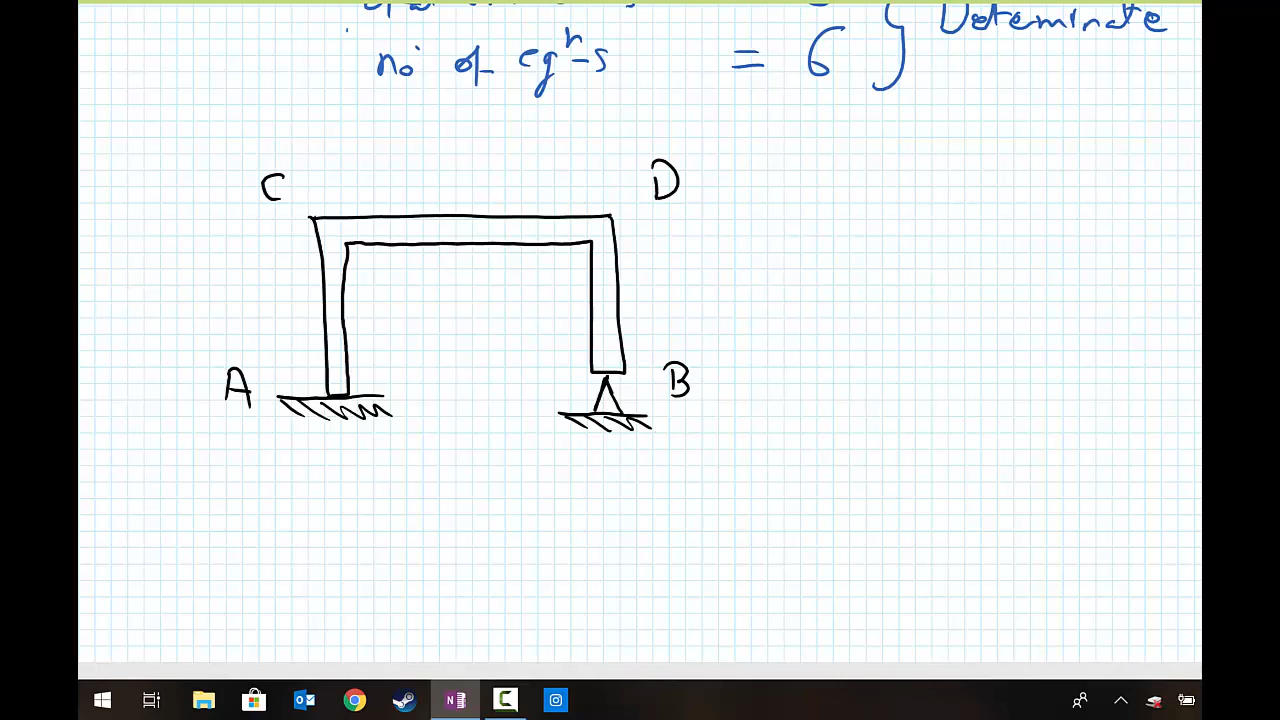 Determinate
no of eqn-s = 6
C D
A B